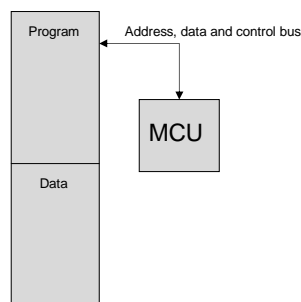 Program
Address, data and control bus
MCU
Data